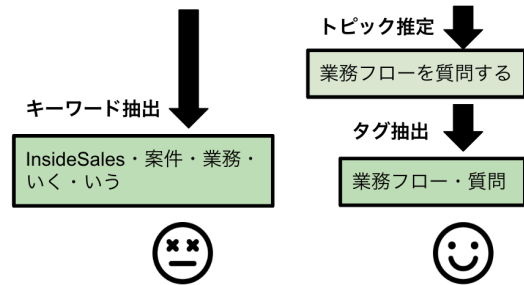 キーワード抽出
InsideSales・案件・業務・
いく・いう
トピック推定
業務フローを質問する
タグ抽出
業務フロー・質問